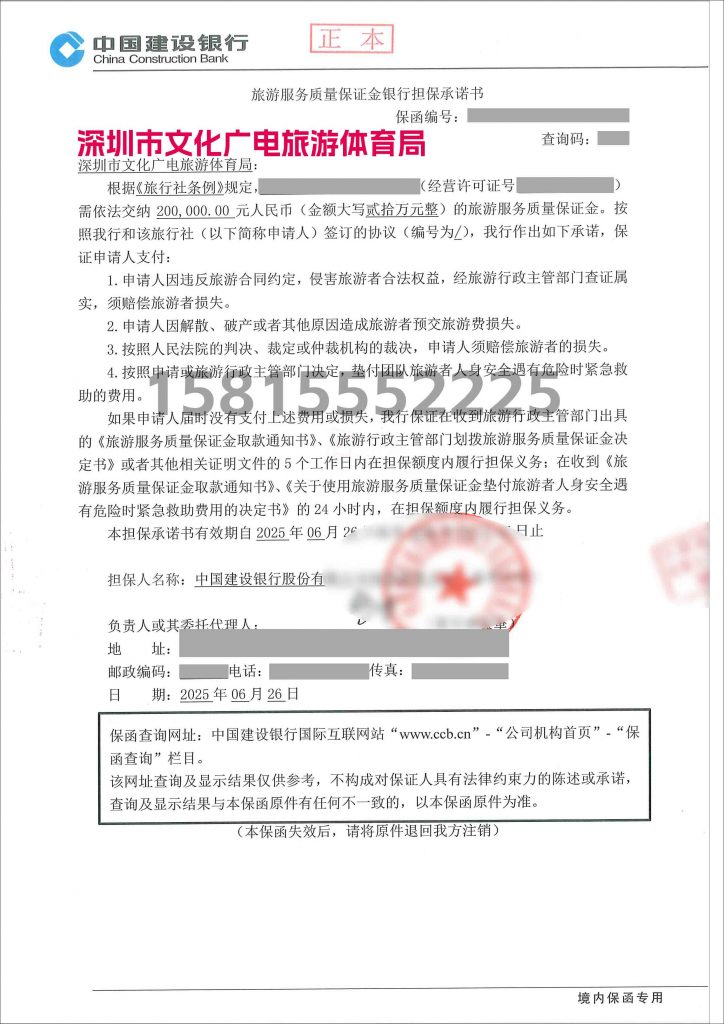 中国建设银行
China Construction Bank
正本
旅游服务质量保证金银行担保承诺书
保函编号：
深圳市文化广电旅游体育局
查询码：
深圳市文化广电旅游体育局：
根据《旅行社条例》规定，（经营许可证号）
需依法交纳 200,000.00 元人民币（金额大写贰拾万元整）的旅游服务质量保证金。按
照我行和该旅行社（以下简称申请人）签订的协议（编号为/），我行作出如下承诺，保
证申请人支付：
1.申请人因违反旅游合同约定，侵害旅游者合法权益，经旅游行政主管部门查证属
实，须赔偿旅游者损失。
2.申请人因解散、破产或者其他原因造成旅游者预交旅游费损失。
3.按照人民法院的判决、裁定或仲裁机构的裁决，申请人须赔偿旅游者的损失。
4.按照申请或旅游行政主管部门决定，垫付团队旅游者人身安全遇有危险时紧急救
助的费用。
15815552225
如果申请人届时没有支付上述费用或损失，我行保证在收到旅游行政主管部门出具
的《旅游服务质量保证金取款通知书》、《旅游行政主管部门划拨旅游服务质量保证金决
定书》或者其他相关证明文件的 5 个工作日内在担保额度内履行担保义务；在收到《旅
游服务质量保证金取款通知书》、《关于使用旅游服务质量保证金垫付旅游者人身安全遇
有危险时紧急救助费用的决定书》的 24 小时内，在担保额度内履行担保义务。
本担保承诺书有效期自 2025 年 06 月 26 日止
担保人名称：中国建设银行股份有
负责人或其委托代理人：
地　　址：
邮政编码：电话：传真：
日　　期：2025 年 06 月 26 日
保函查询网址：中国建设银行国际互联网站“www.ccb.cn”-“公司机构首页”-“保
函查询”栏目。
该网址查询及显示结果仅供参考，不构成对保证人具有法律约束力的陈述或承诺，
查询及显示结果与本保函原件有任何不一致的，以本保函原件为准。
（本保函失效后，请将原件退回我方注销）
境内保函专用